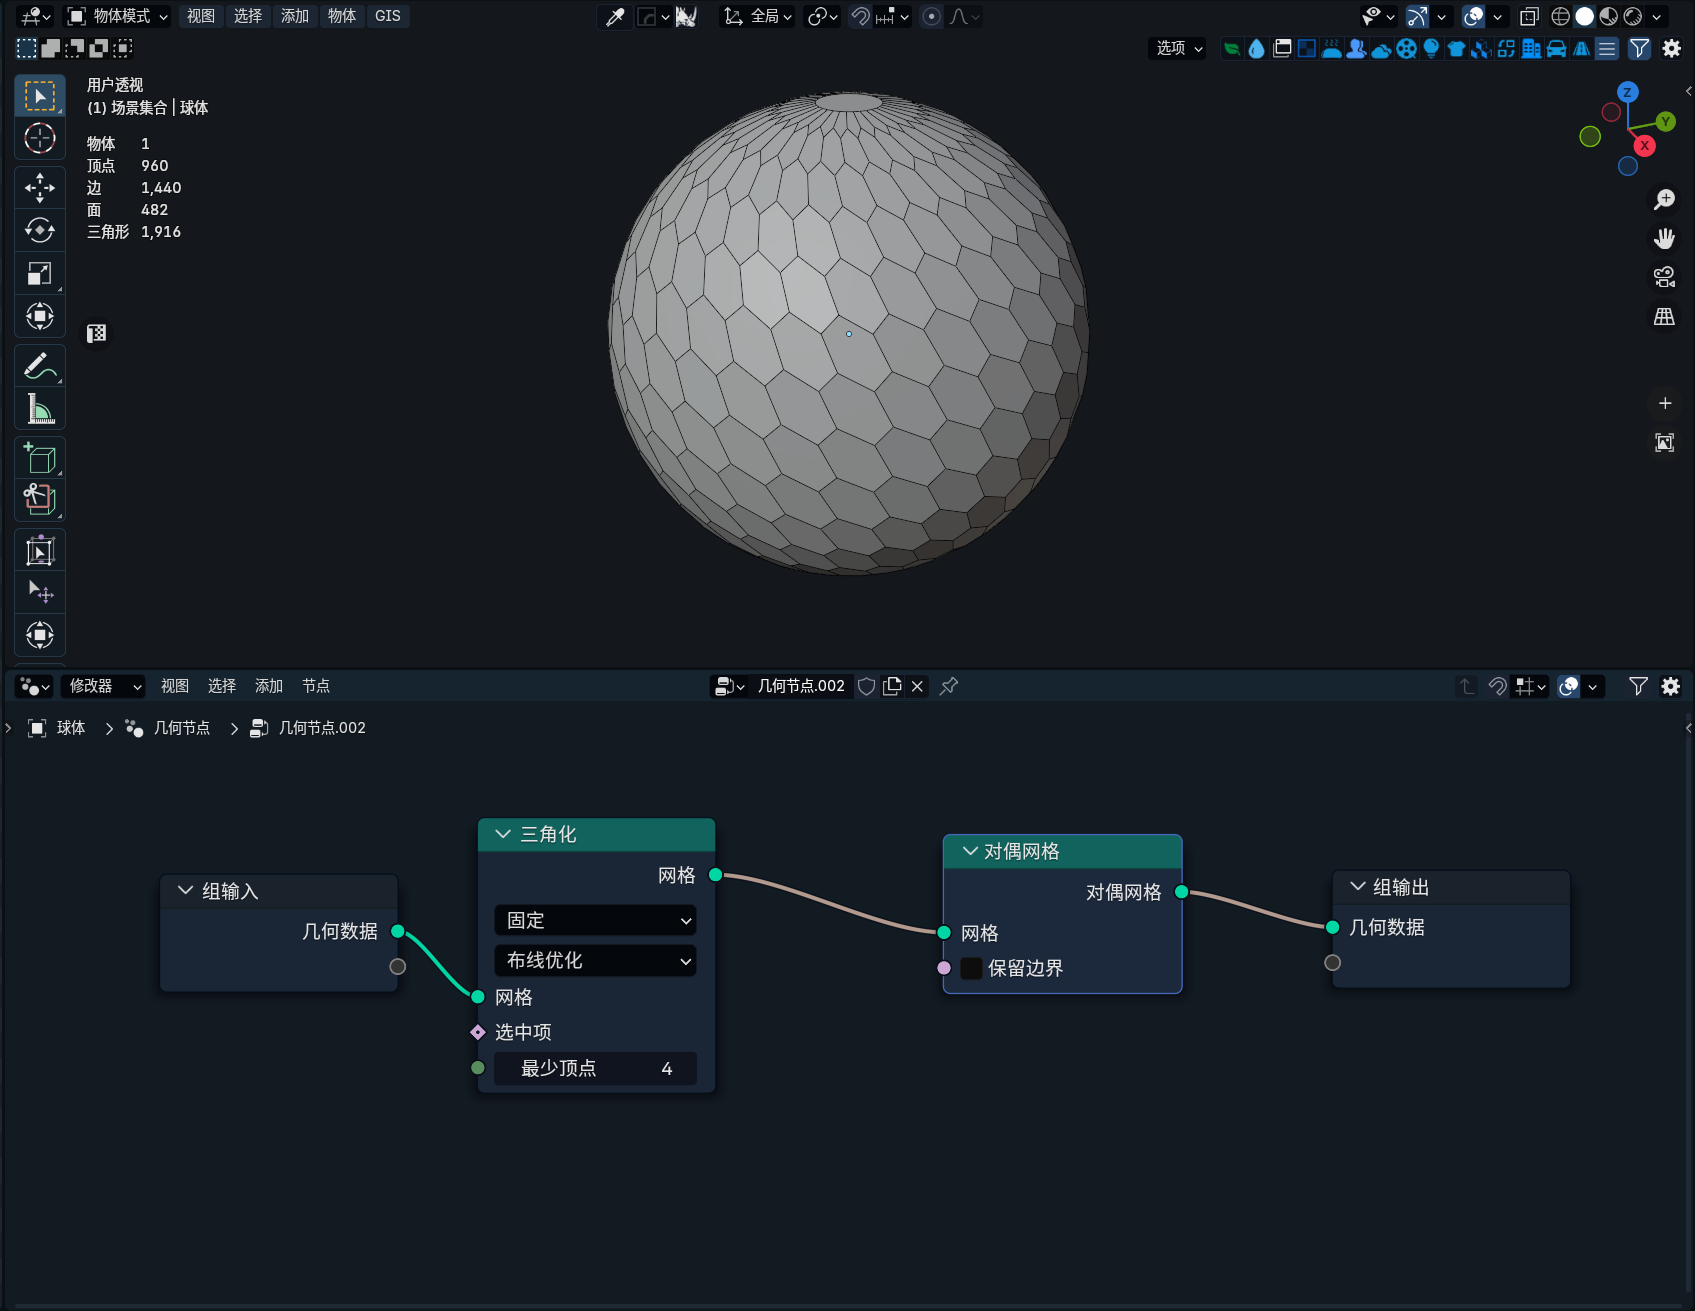 物体模式 视图 选择 添加 物体 GIS 全局
选项
用户透视
(1) 场景集合 | 球体
物体 1
顶点 960
边 1,440
面 482
三角形 1,916
Z
Y
X
修改器 视图 选择 添加 节点 几何节点.002
球体 几何节点 几何节点.002
组输入
几何数据
三角化
网格
固定
布线优化
网格
选中项
最少顶点 4
对偶网格
对偶网格
网格
保留边界
组输出
几何数据